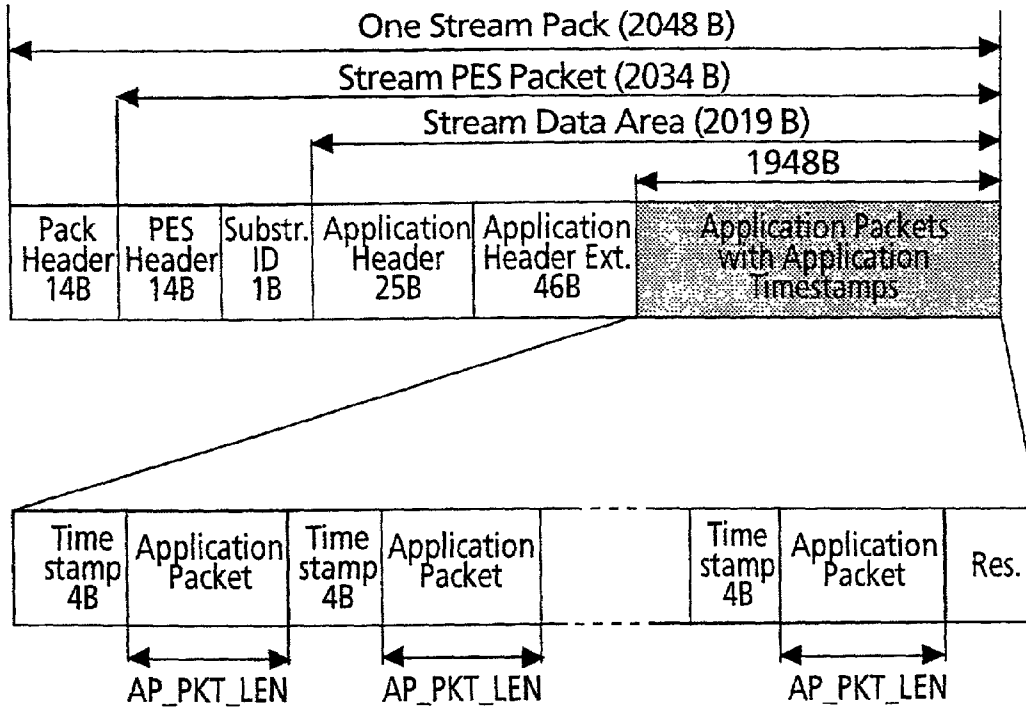 One Stream Pack (2048 B)
Stream PES Packet (2034 B)
Stream Data Area (2019 B)
1948B
Pack
Header
14B
PES
Header
14B
Substr.
ID
1B
Application
Header
25B
Application
Header Ext.
46B
Application Packets
with Application
Timestamps
Time
stamp
4B
Application
Packet
Time
stamp
4B
Application
Packet
Time
stamp
4B
Application
Packet
Res.
AP_PKT_LEN
AP_PKT_LEN
AP_PKT_LEN